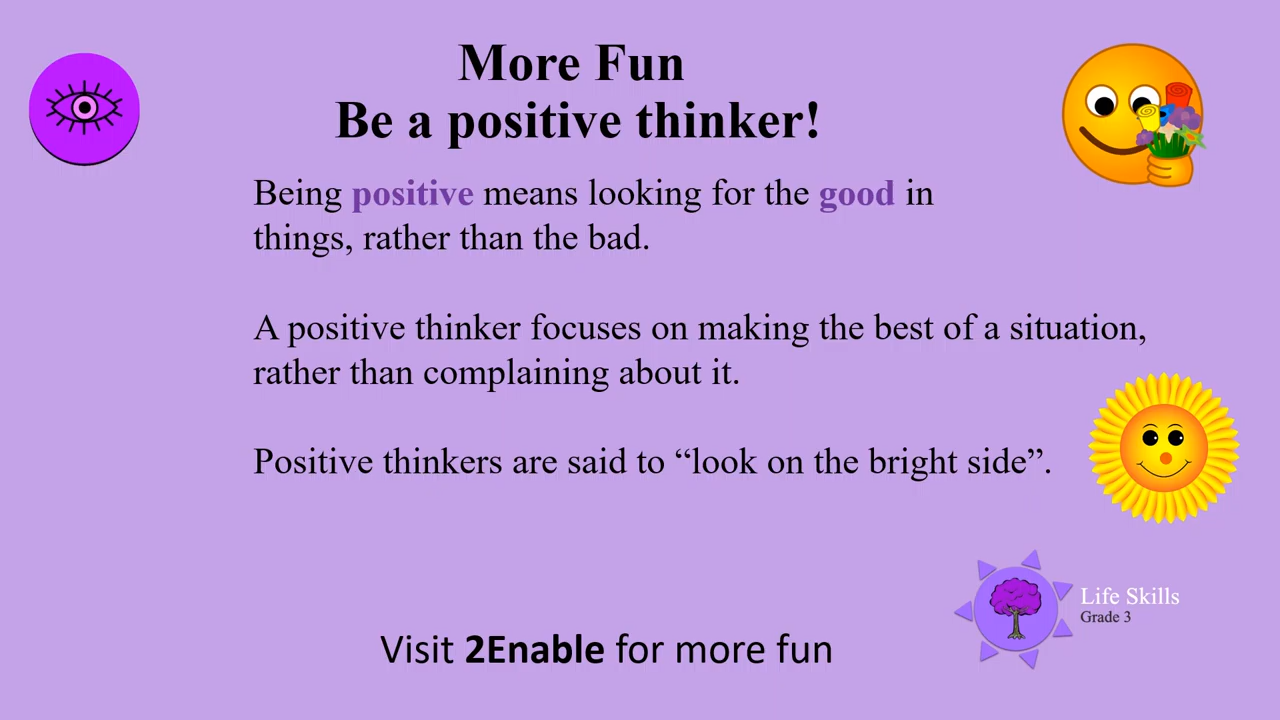 More Fun
Be a positive thinker!
Being positive means looking for the good in
things, rather than the bad.
A positive thinker focuses on making the best of a situation,
rather than complaining about it.
Positive thinkers are said to “look on the bright side”.
Life Skills
Grade 3
Visit 2Enable for more fun